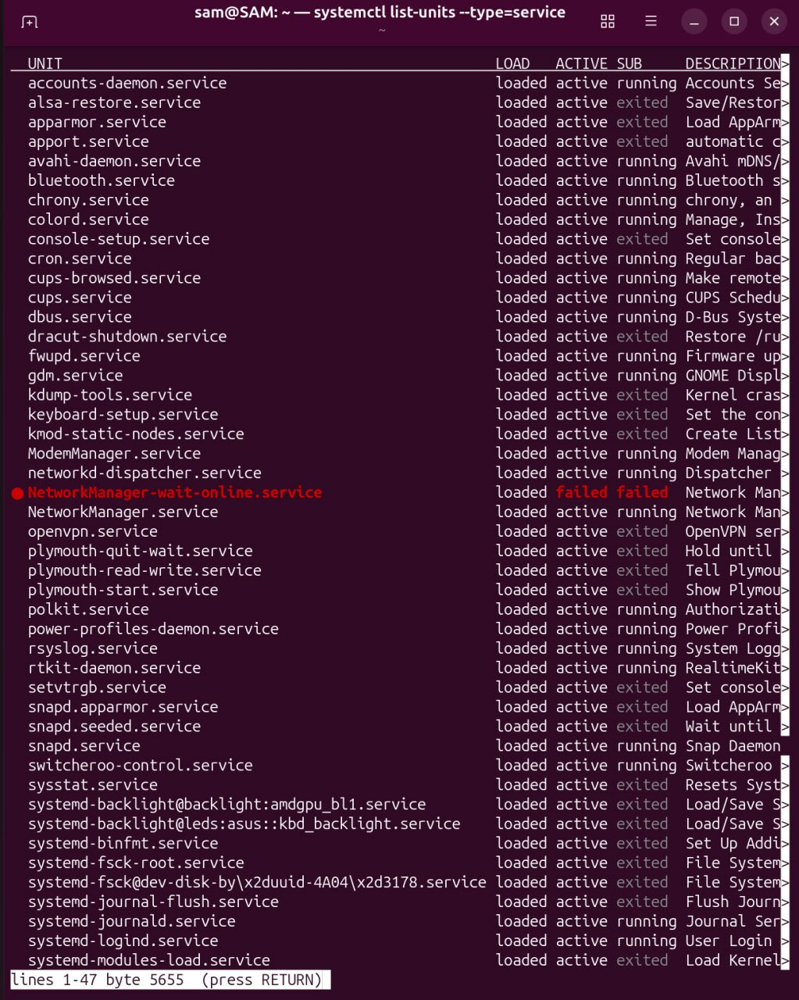 sam@SAM: ~ — systemctl list-units --type=service
~
UNIT LOAD ACTIVE SUB DESCRIPTION>
accounts-daemon.service loaded active running Accounts Se>
alsa-restore.service loaded active exited Save/Restor>
apparmor.service loaded active exited Load AppArm>
apport.service loaded active exited automatic c>
avahi-daemon.service loaded active running Avahi mDNS/>
bluetooth.service loaded active running Bluetooth s>
chrony.service loaded active running chrony, an >
colord.service loaded active running Manage, Ins>
console-setup.service loaded active exited Set console>
cron.service loaded active running Regular bac>
cups-browsed.service loaded active running Make remote>
cups.service loaded active running CUPS Schedu>
dbus.service loaded active running D-Bus Syste>
dracut-shutdown.service loaded active exited Restore /ru>
fwupd.service loaded active running Firmware up>
gdm.service loaded active running GNOME Displ>
kdump-tools.service loaded active exited Kernel cras>
keyboard-setup.service loaded active exited Set the con>
kmod-static-nodes.service loaded active exited Create List>
ModemManager.service loaded active running Modem Manag>
networkd-dispatcher.service loaded active running Dispatcher >
● NetworkManager-wait-online.service loaded failed failed Network Man>
NetworkManager.service loaded active running Network Man>
openvpn.service loaded active exited OpenVPN ser>
plymouth-quit-wait.service loaded active exited Hold until >
plymouth-read-write.service loaded active exited Tell Plymou>
plymouth-start.service loaded active exited Show Plymou>
polkit.service loaded active running Authorizati>
power-profiles-daemon.service loaded active running Power Profi>
rsyslog.service loaded active running System Logg>
rtkit-daemon.service loaded active running RealtimeKit>
setvtrgb.service loaded active exited Set console>
snapd.apparmor.service loaded active exited Load AppArm>
snapd.seeded.service loaded active exited Wait until >
snapd.service loaded active running Snap Daemon
switcheroo-control.service loaded active running Switcheroo >
sysstat.service loaded active exited Resets Syst>
systemd-backlight@backlight:amdgpu_bl1.service loaded active exited Load/Save S>
systemd-backlight@leds:asus::kbd_backlight.service loaded active exited Load/Save S>
systemd-binfmt.service loaded active exited Set Up Addi>
systemd-fsck-root.service loaded active exited File System>
systemd-fsck@dev-disk-by\x2duuid-4A04\x2d3178.service loaded active exited File System>
systemd-journal-flush.service loaded active exited Flush Journ>
systemd-journald.service loaded active running Journal Ser>
systemd-logind.service loaded active running User Login >
systemd-modules-load.service loaded active exited Load Kernel>
lines 1-47 byte 5655 (press RETURN)